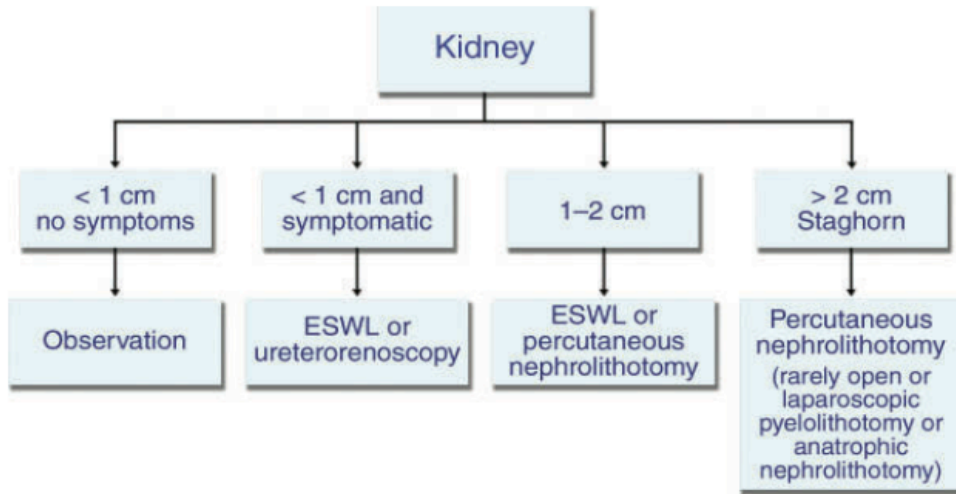 Kidney
< 1 cm
no symptoms
< 1 cm and
symptomatic
1–2 cm
> 2 cm
Staghorn
Observation
ESWL or
ureterorenoscopy
ESWL or
percutaneous
nephrolithotomy
Percutaneous
nephrolithotomy
(rarely open or
laparoscopic
pyelolithotomy or
anatrophic
nephrolithotomy)